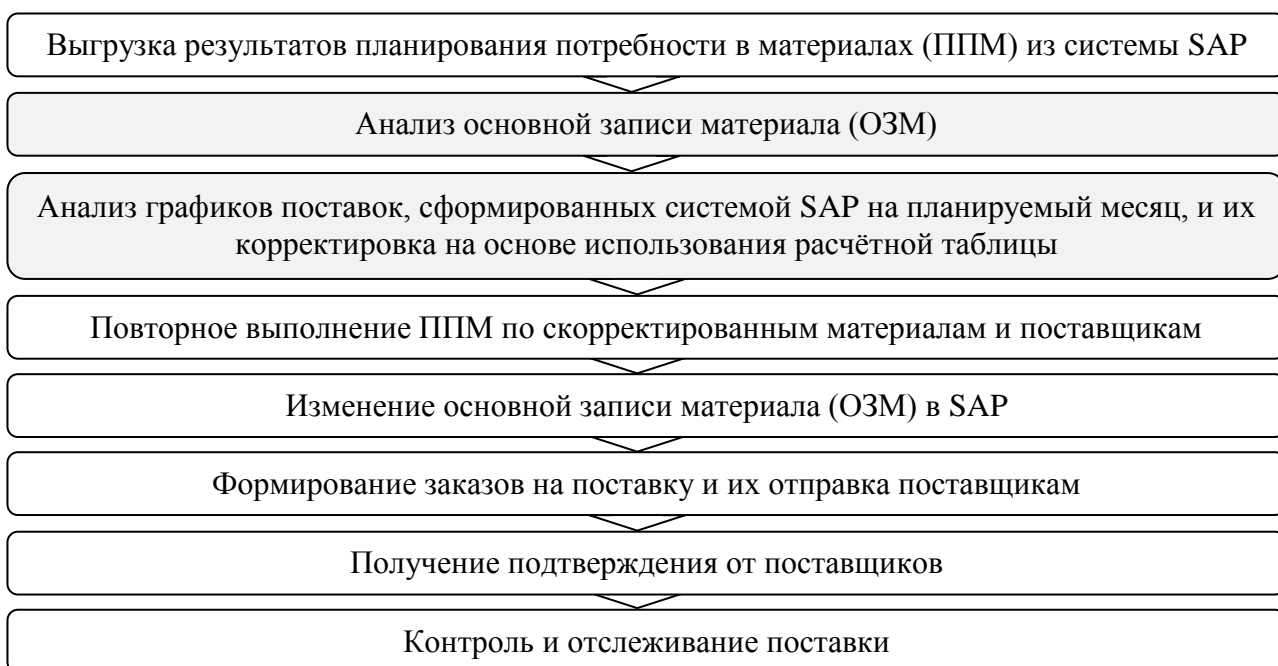 Выгрузка результатов планирования потребности в материалах (ППМ) из системы SAP
Анализ основной записи материала (ОЗМ)
Анализ графиков поставок, сформированных системой SAP на планируемый месяц, и их
корректировка на основе использования расчётной таблицы
Повторное выполнение ППМ по скорректированным материалам и поставщикам
Изменение основной записи материала (ОЗМ) в SAP
Формирование заказов на поставку и их отправка поставщикам
Получение подтверждения от поставщиков
Контроль и отслеживание поставки